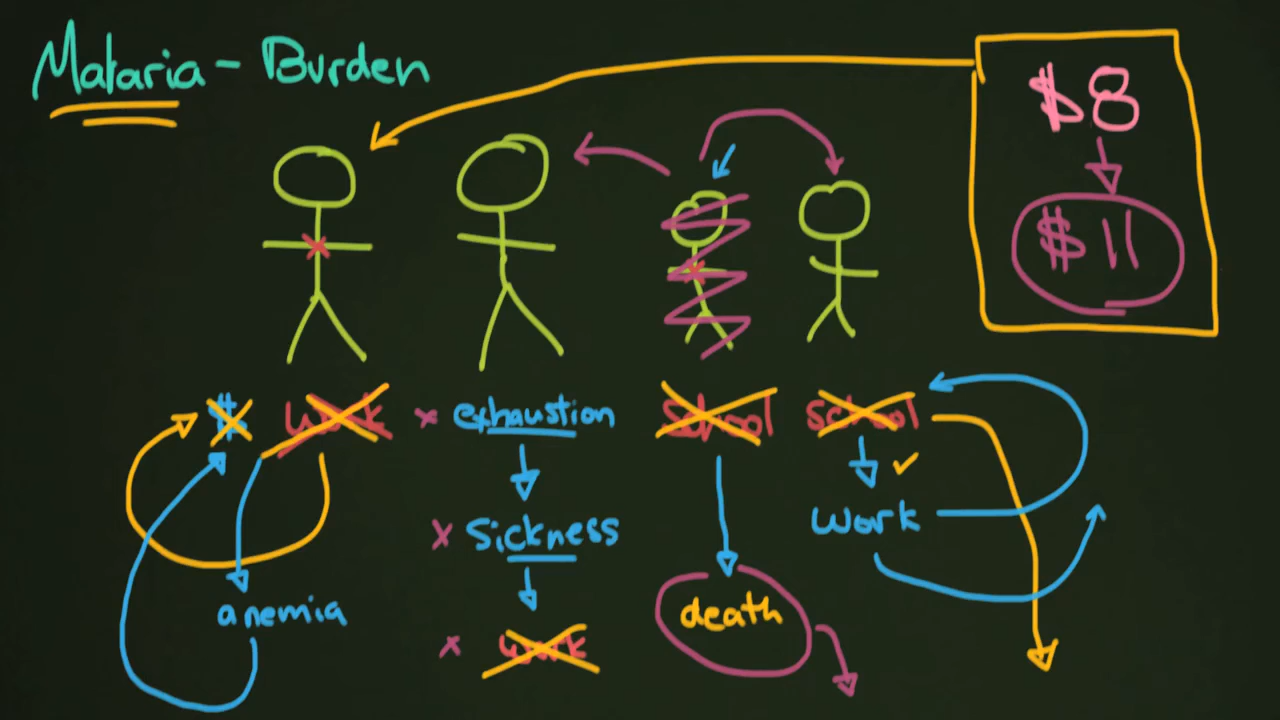 Malaria - Burden
$8
$11
$ work
x exhaustion
school
school
x Sickness
work
anemia
death
x work